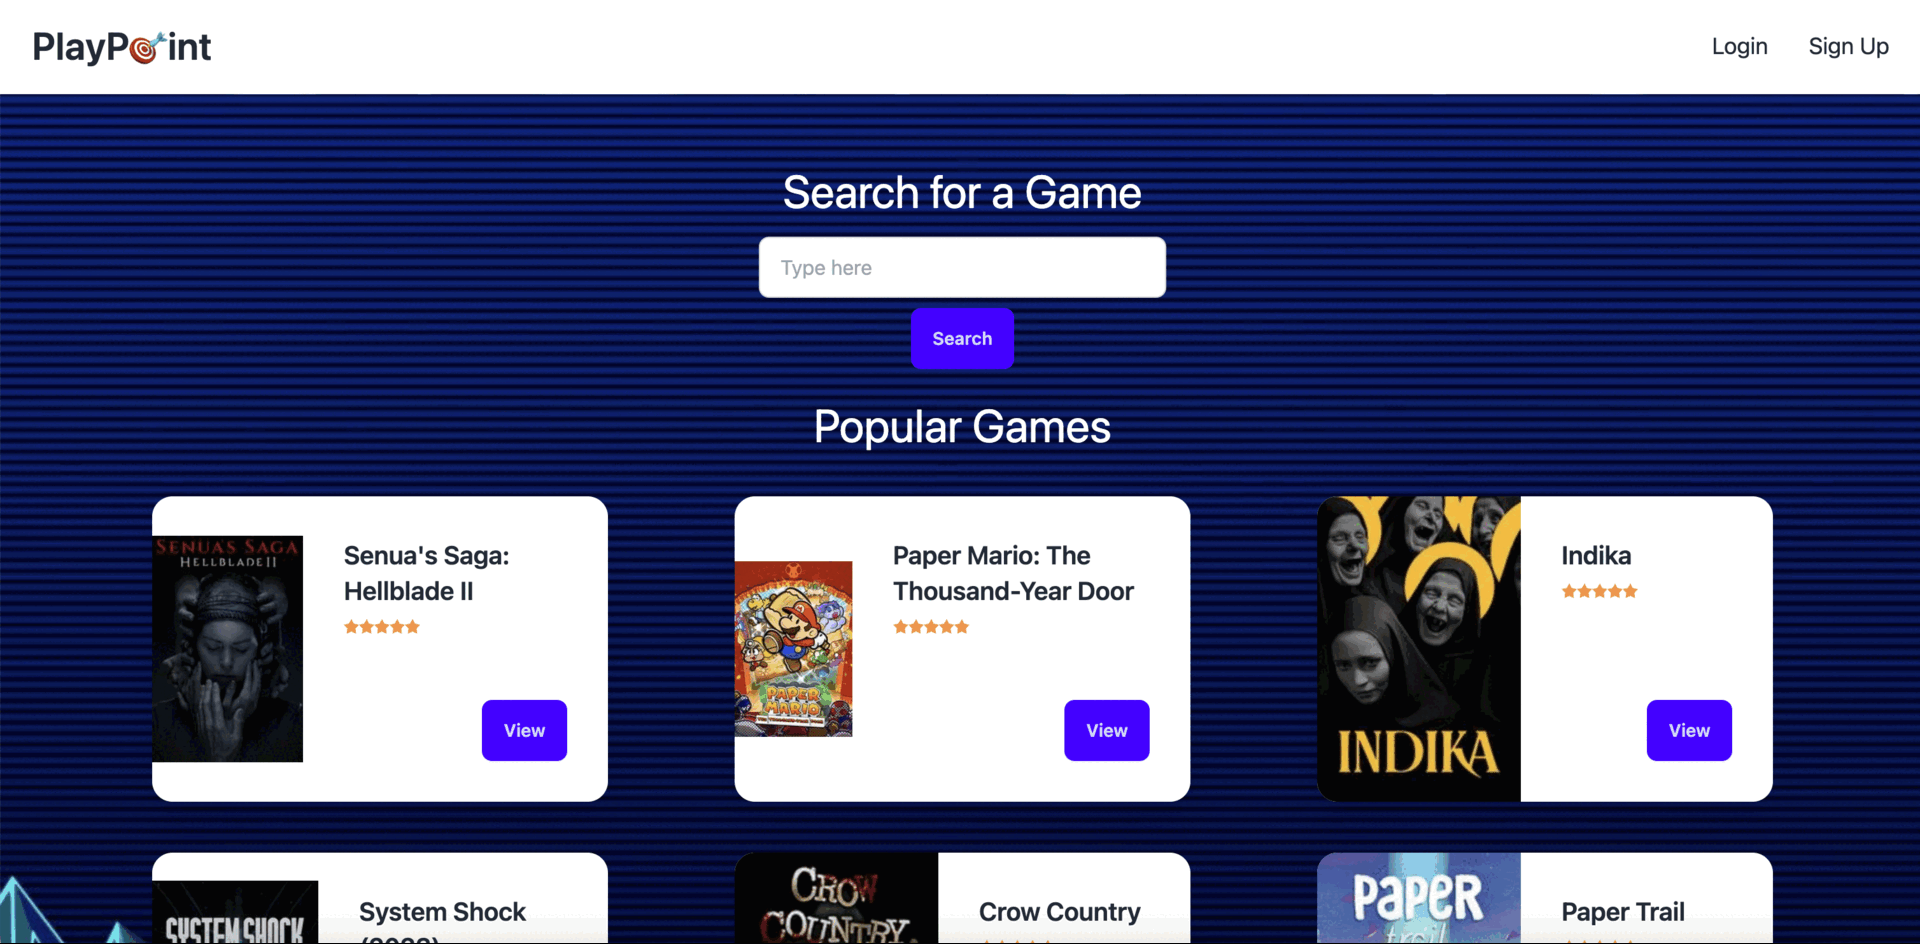 PlayP🎯int
Login
Sign Up
Search for a Game
Type here
Search
Popular Games
SENUAS SAGA
HELLBLADE II
Senua's Saga:
Hellblade II
View
PAPER
MARIO
Paper Mario: The
Thousand-Year Door
View
INDIKA
Indika
View
SYSTEM SHOCK
System Shock
CROW
COUNTRY
Crow Country
PAPER
trail
Paper Trail